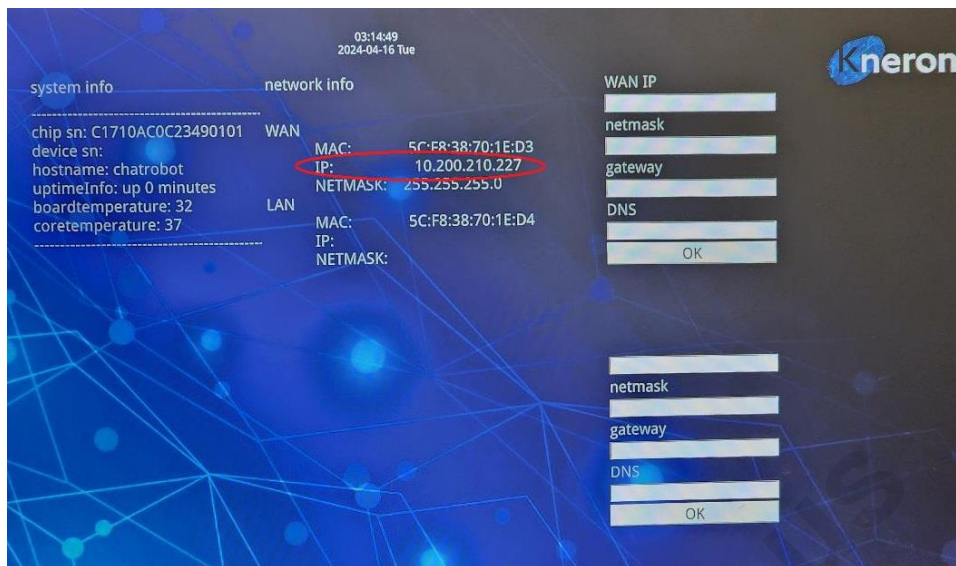 03:14:49
2024-04-16 Tue
Kneron
system info
----------------------------------------
chip sn: C1710AC0C23490101
device sn:
hostname: chatrobot
uptimeInfo: up 0 minutes
boardtemperature: 32
coretemperature: 37
----------------------------------------
network info
WAN
MAC: 5C:F8:38:70:1E:D3
IP: 10.200.210.227
NETMASK: 255.255.255.0
LAN
MAC: 5C:F8:38:70:1E:D4
IP:
NETMASK:
WAN IP
netmask
gateway
DNS
OK
netmask
gateway
DNS
OK